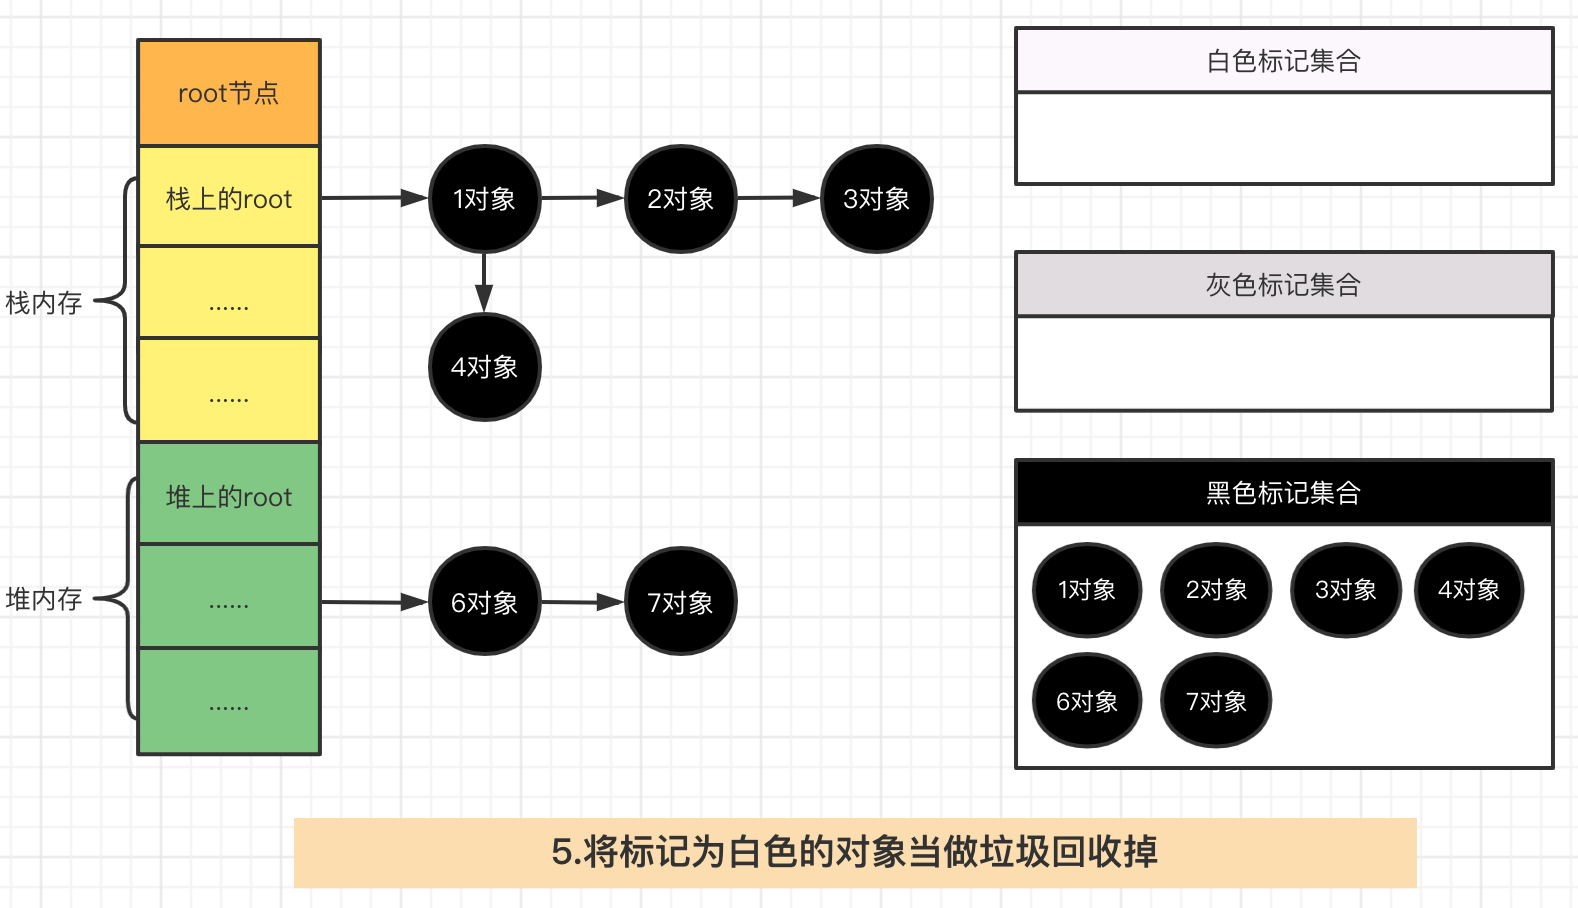 root节点
栈上的root
......
......
堆上的root
......
......
栈内存
堆内存
1对象
2对象
3对象
4对象
6对象
7对象
白色标记集合
灰色标记集合
黑色标记集合
1对象
2对象
3对象
4对象
6对象
7对象
5.将标记为白色的对象当做垃圾回收掉